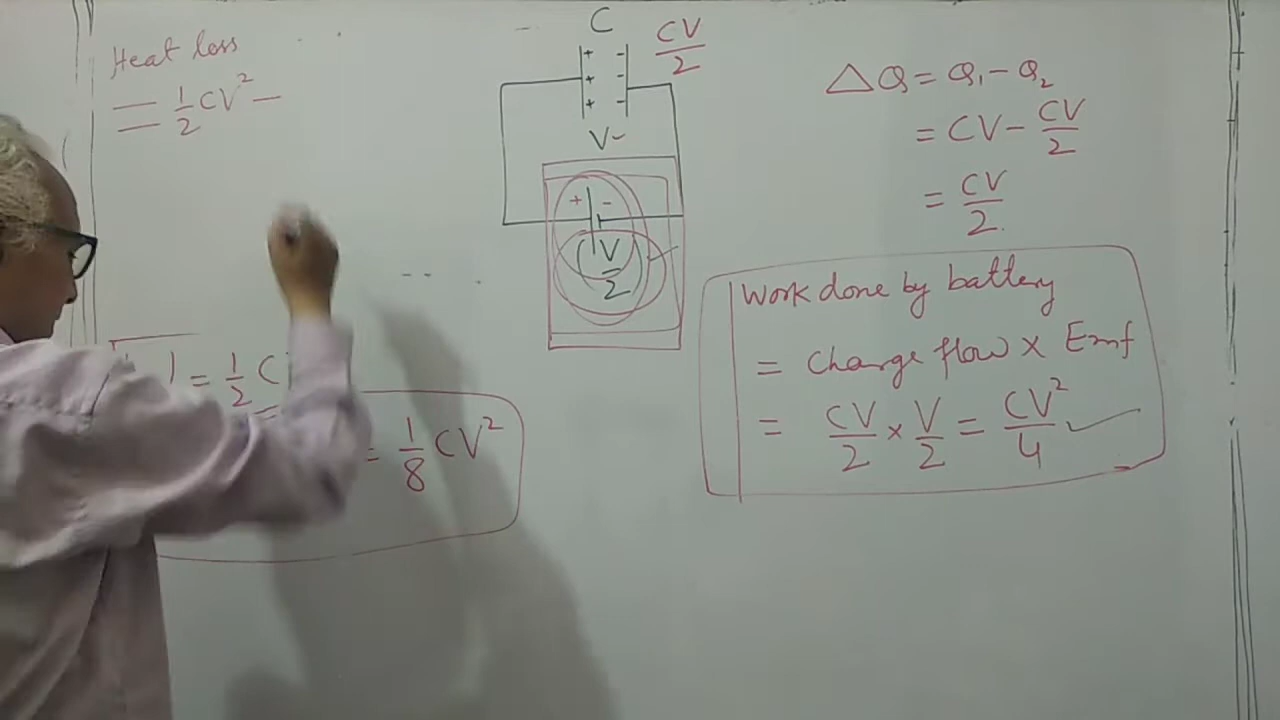 Heat loss
= 1/2 CV² -
C
CV/2
+ -
+ -
+ -
V-
+ -
V/2
ΔQ = Q₁ - Q₂
= CV - CV/2
= CV/2.
Work done by battery
= Charge flow × Emf
= CV/2 × V/2 = CV²/4 ✓
= 1/2 C
= 1/8 CV²